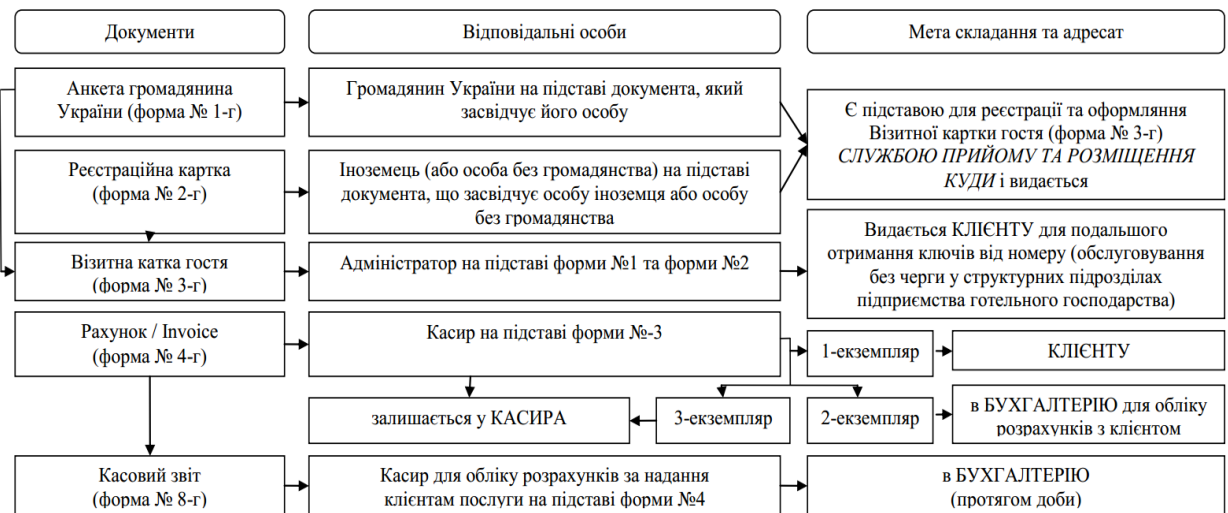 Документи
Відповідальні особи
Мета складання та адресат
Анкета громадянина
України (форма № 1-г)
Громадянин України на підставі документа, який
засвідчує його особу
Є підставою для реєстрації та оформляння
Візитної картки гостя (форма № 3-г)
СЛУЖБОЮ ПРИЙОМУ ТА РОЗМІЩЕННЯ
КУДИ і видається
Реєстраційна картка
(форма № 2-г)
Іноземець (або особа без громадянства) на підставі
документа, що засвідчує особу іноземця або особу
без громадянства
Візитна катка гостя
(форма № 3-г)
Адміністратор на підставі форми №1 та форми №2
Видається КЛІЄНТУ для подальшого
отримання ключів від номеру (обслуговування
без черги у структурних підрозділах
підприємства готельного господарства)
Рахунок / Invoice
(форма № 4-г)
Касир на підставі форми №-3
1-екземпляр
КЛІЄНТУ
залишається у КАСИРА
3-екземпляр
2-екземпляр
в БУХГАЛТЕРІЮ для обліку
розрахунків з клієнтом
Касовий звіт
(форма № 8-г)
Касир для обліку розрахунків за надання
клієнтам послуги на підставі форми №4
в БУХГАЛТЕРІЮ
(протягом доби)